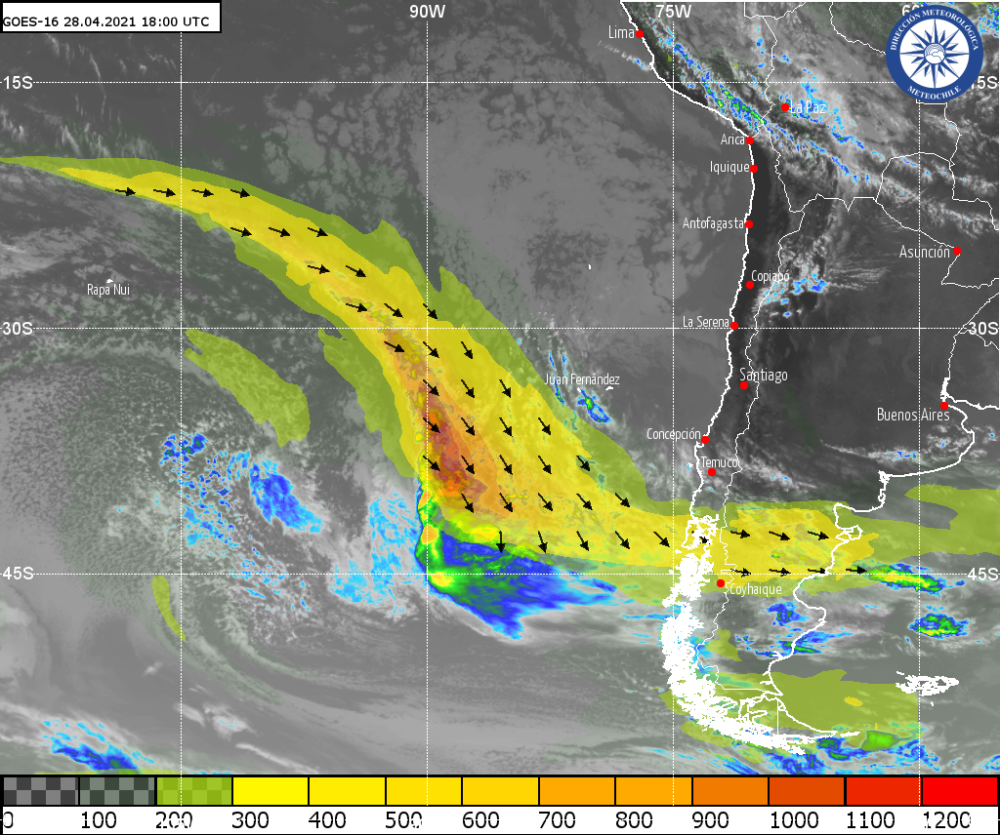 GOES-16 28.04.2021 18:00 UTC
90W
75W
DIRECCIÓN METEOROLÓGICA
METEOCHILE
Lima
15S
5S
La Paz
Arica
Iquique
Antofagasta
Asunción
Copiapo
Rapa Nui
La Serena
30S
30S
Juan Fernández
Santiago
Buenos Aires
Concepción
Temuco
45S
45S
Coyhaique
0 100 200 300 400 500 600 700 800 900 1000 1100 1200